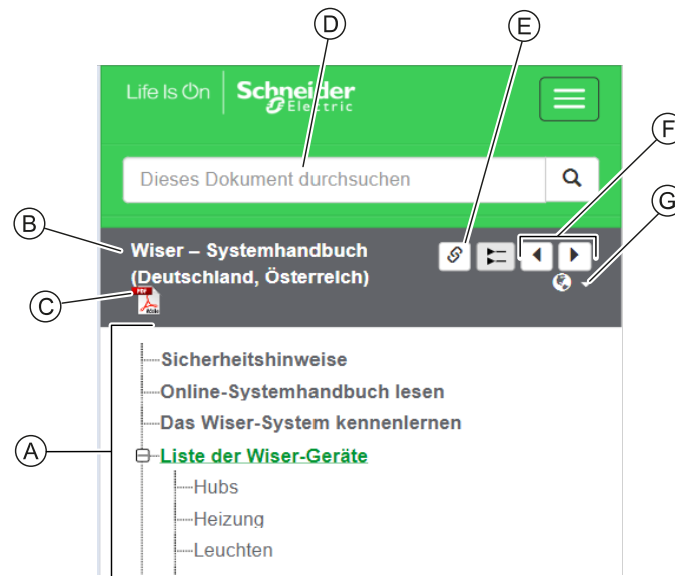 D
E
Life Is On
Schneider
Electric
F
Dieses Dokument durchsuchen
G
B
Wiser – Systemhandbuch
(Deutschland, Österreich)
C
PDF
Adobe
Sicherheitshinweise
Online-Systemhandbuch lesen
Das Wiser-System kennenlernen
A
Liste der Wiser-Geräte
Hubs
Heizung
Leuchten